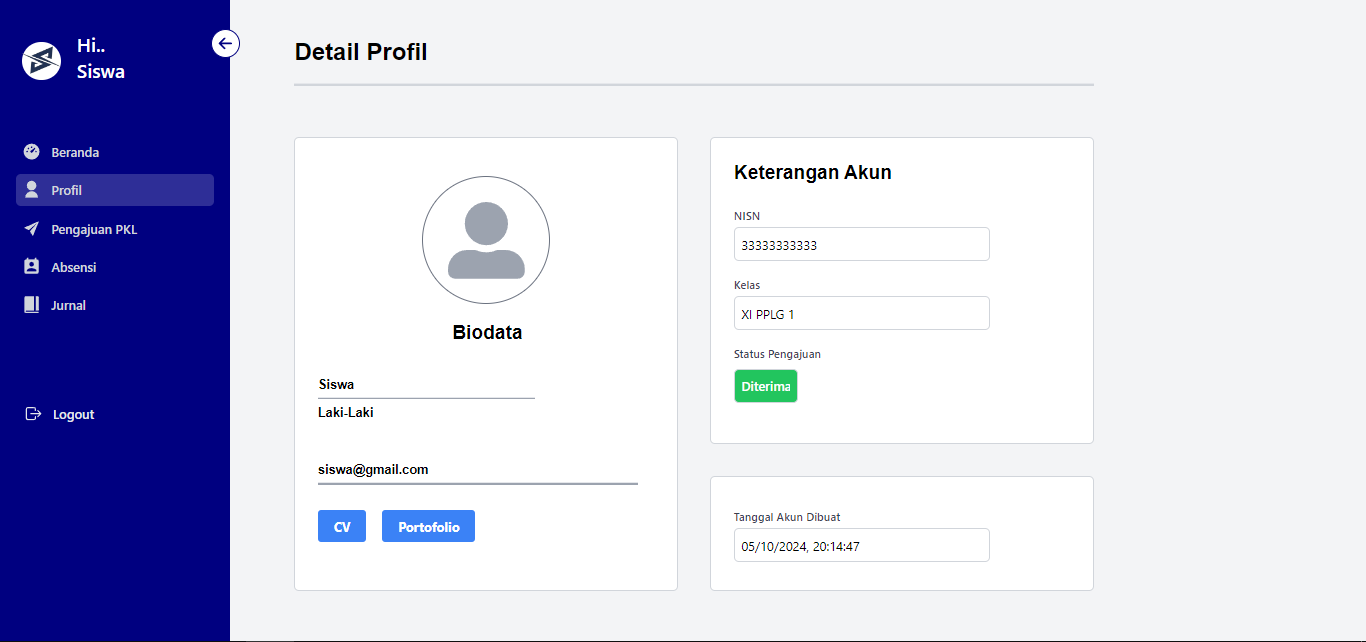 Hi..
Siswa
Beranda
Profil
Pengajuan PKL
Absensi
Jurnal
Logout
Detail Profil
Biodata
Siswa
Laki-Laki
siswa@gmail.com
CV
Portofolio
Keterangan Akun
NISN
33333333333
Kelas
XI PPLG 1
Status Pengajuan
Diterima
Tanggal Akun Dibuat
05/10/2024, 20:14:47